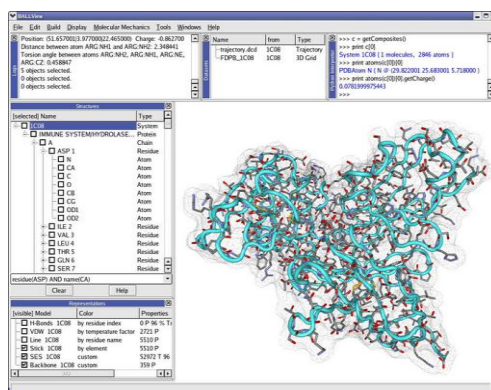 BALLView
File Edit Build Display Molecular Mechanics Tools Windows Help
Logs
Position: (51.657001|3.977000|22.465000) Charge: -0.862700
Distance between atom ARG:NH1 and ARG:NH2: 2.348441
Torsion angle between atoms ARG:NH2, ARG:NH1, ARG:NE,
ARG:CZ: 0.458847
5 objects selected.
0 objects selected.
5 objects selected.
Datasets
Name from Type
trajectory.dcd 1C08 Trajectory
FDPB_1C08 1C08 3D Grid
Python Interpreter
>>> c = getComposites()
>>> print c[0]
System 1C08 ( 1 molecules, 2846 atoms )
>>> print atoms(c[0])[0]
PDBAtom N { N @ (29.822001 25.683001 5.718000 )
>>> print atoms(c[0])[0].getCharge()
0.0781999975443
>>>
Structures
[selected] Name Type
1C08 System
IMMUNE SYSTEM/HYDROLASE... Protein
A Chain
ASP 1 Residue
N Atom
CA Atom
C Atom
O Atom
CB Atom
CG Atom
OD1 Atom
OD2 Atom
ILE 2 Residue
VAL 3 Residue
LEU 4 Residue
THR 5 Residue
GLN 6 Residue
SER 7 Residue
residue(ASP) AND name(CA)
Clear Help
Representations
[visible] Model Color Properties
H-Bonds 1C08 by residue index 0 P 96 % Tr
VDW 1C08 by temperature factor 2721 P
Line 1C08 by residue name 5510 P
Stick 1C08 by element 5510 P
SES 1C08 custom 52972 T 96
Backbone 1C08 custom 359 P